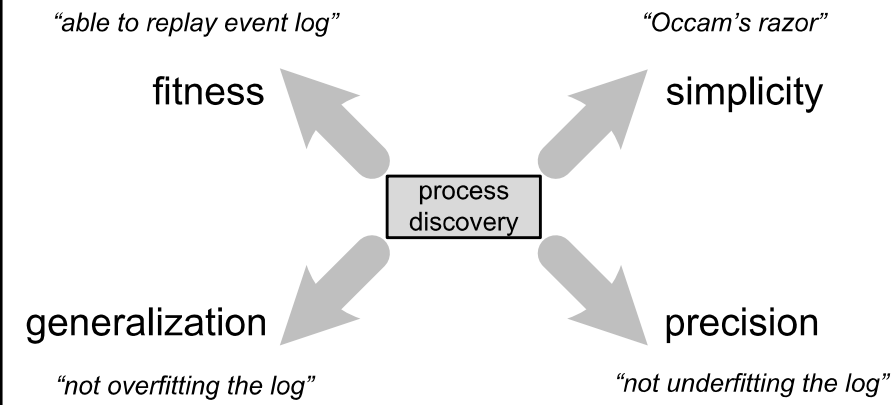 “able to replay event log”
“Occam’s razor”
fitness
simplicity
process
discovery
generalization
precision
“not overfitting the log”
“not underfitting the log”